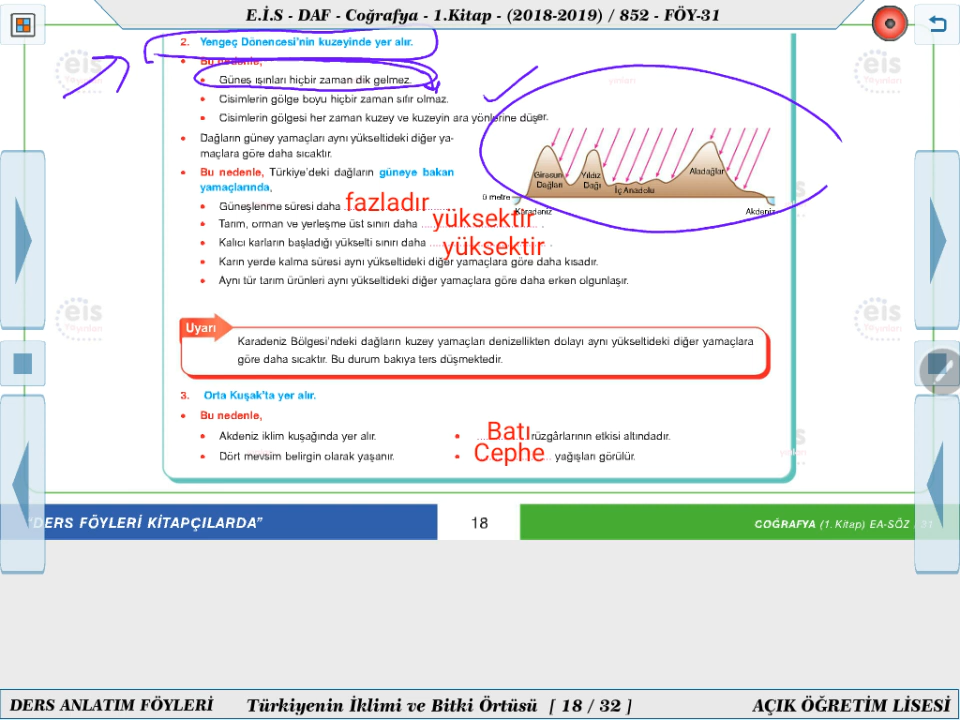 E.İ.S - DAF - Coğrafya - 1.Kitap - (2018-2019) / 852 - FÖY-31
2. Yengeç Dönencesi'nin kuzeyinde yer alır.
• Bu nedenle,
• Güneş ışınları hiçbir zaman dik gelmez.
• Cisimlerin gölge boyu hiçbir zaman sıfır olmaz.
• Cisimlerin gölgesi her zaman kuzey ve kuzeyin ara yönlerine düşer.
• Dağların güney yamaçları aynı yükseltideki diğer ya-
maçlara göre daha sıcaktır.
• Bu nedenle, Türkiye'deki dağların güneye bakan
yamaçlarında,
• Güneşlenme süresi daha fazladır
• Tarım, orman ve yerleşme üst sınırı daha yüksektir.
• Kalıcı karların başladığı yükselti sınırı daha yüksektir.
• Karın yerde kalma süresi aynı yükseltideki diğer yamaçlara göre daha kısadır.
• Aynı tür tarım ürünleri aynı yükseltideki diğer yamaçlara göre daha erken olgunlaşır.
Giresun Dağları
Yıldız Dağı
İç Anadolu
Aladağlar
0 metre
Karadeniz
Akdeniz
Uyarı
Karadeniz Bölgesi'ndeki dağların kuzey yamaçları denizellikten dolayı aynı yükseltideki diğer yamaçlara
göre daha sıcaktır. Bu durum bakıya ters düşmektedir.
3. Orta Kuşak'ta yer alır.
• Bu nedenle,
• Akdeniz iklim kuşağında yer alır.
• Dört mevsim belirgin olarak yaşanır.
• Batı rüzgârlarının etkisi altındadır.
• Cephe yağışları görülür.
eis
Yayınları
"DERS FÖYLERİ KİTAPÇILARDA"
18
COĞRAFYA (1. Kitap) EA-SÖZ / 31
DERS ANLATIM FÖYLERİ
Türkiyenin İklimi ve Bitki Örtüsü [ 18 / 32 ]
AÇIK ÖĞRETİM LİSESİ